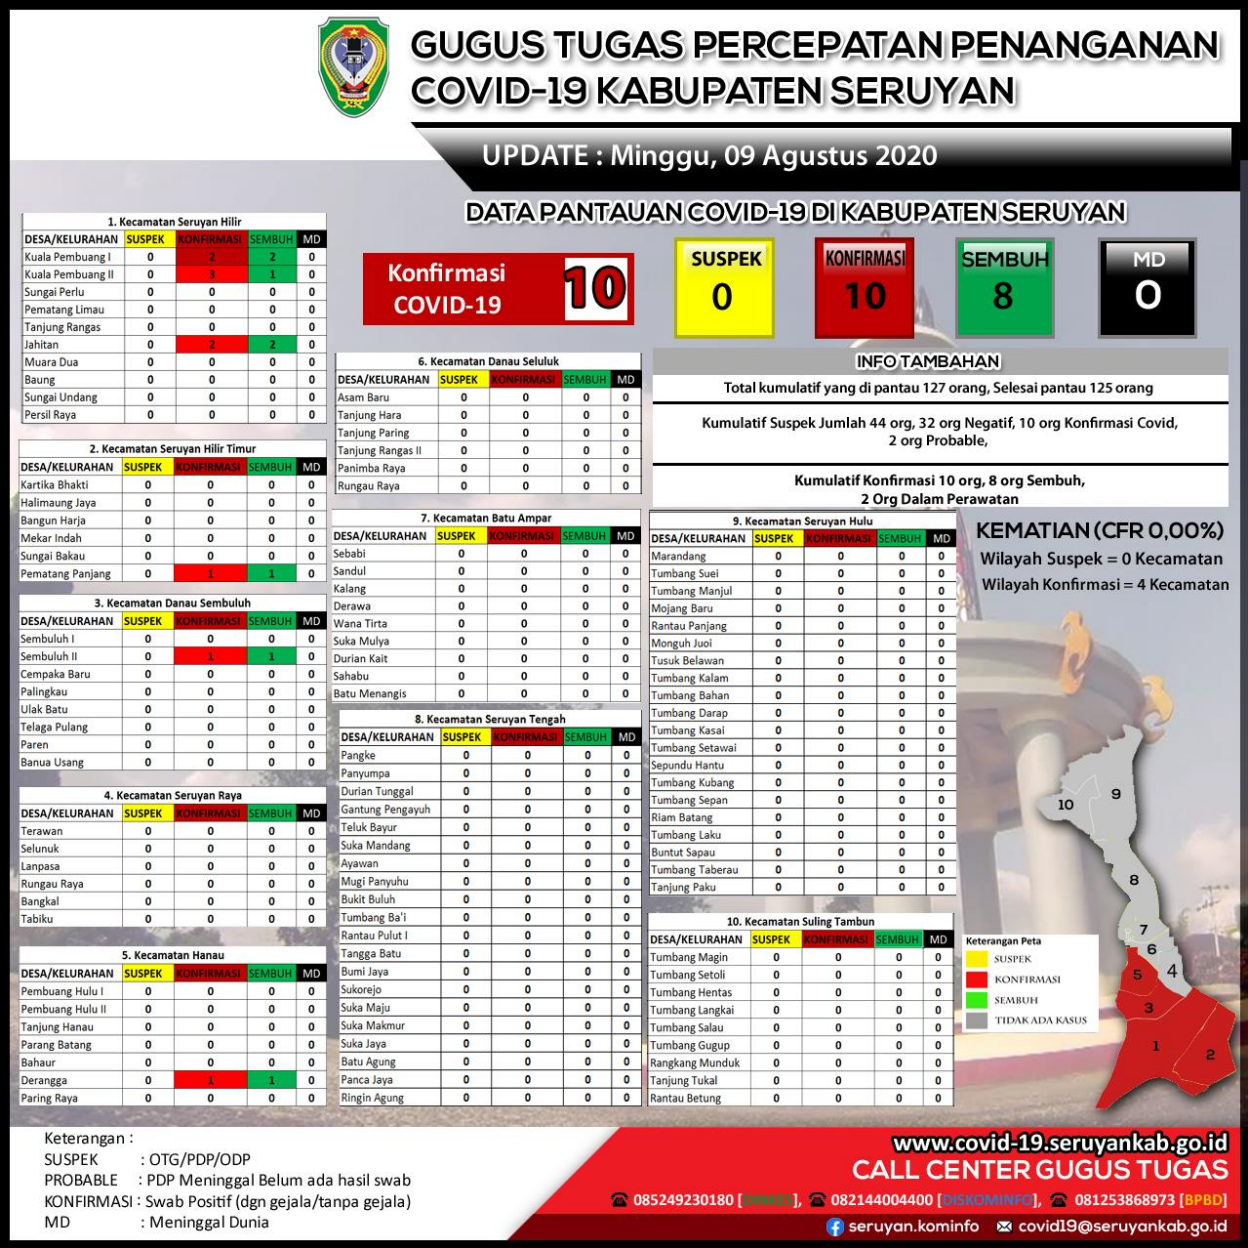 GUGUS TUGAS PERCEPATAN PENANGANAN
COVID-19 KABUPATEN SERUYAN
UPDATE : Minggu, 09 Agustus 2020
DATA PANTAUAN COVID-19 DI KABUPATEN SERUYAN
Konfirmasi
COVID-19
10
SUSPEK
0
KONFIRMASI
10
SEMBUH
8
MD
0
INFO TAMBAHAN
Total kumulatif yang di pantau 127 orang, Selesai pantau 125 orang
Kumulatif Suspek Jumlah 44 org, 32 org Negatif, 10 org Konfirmasi Covid,
2 org Probable,
Kumulatif Konfirmasi 10 org, 8 org Sembuh,
2 Org Dalam Perawatan
KEMATIAN (CFR 0,00%)
Wilayah Suspek = 0 Kecamatan
Wilayah Konfirmasi = 4 Kecamatan
1. Kecamatan Seruyan Hilir
DESA/KELURAHAN SUSPEK KONFIRMASI SEMBUH MD
Kuala Pembuang I 0 2 2 0
Kuala Pembuang II 0 3 1 0
Sungai Perlu 0 0 0 0
Pematang Limau 0 0 0 0
Tanjung Rangas 0 0 0 0
Jahitan 0 2 2 0
Muara Dua 0 0 0 0
Baung 0 0 0 0
Sungai Undang 0 0 0 0
Persil Raya 0 0 0 0
2. Kecamatan Seruyan Hilir Timur
DESA/KELURAHAN SUSPEK KONFIRMASI SEMBUH MD
Kartika Bhakti 0 0 0 0
Halimaung Jaya 0 0 0 0
Bangun Harja 0 0 0 0
Mekar Indah 0 0 0 0
Sungai Bakau 0 0 0 0
Pematang Panjang 0 1 1 0
3. Kecamatan Danau Sembuluh
DESA/KELURAHAN SUSPEK KONFIRMASI SEMBUH MD
Sembuluh I 0 0 0 0
Sembuluh II 0 1 1 0
Cempaka Baru 0 0 0 0
Palingkau 0 0 0 0
Ulak Batu 0 0 0 0
Telaga Pulang 0 0 0 0
Paren 0 0 0 0
Banua Usang 0 0 0 0
4. Kecamatan Seruyan Raya
DESA/KELURAHAN SUSPEK KONFIRMASI SEMBUH MD
Terawan 0 0 0 0
Selunuk 0 0 0 0
Lanpasa 0 0 0 0
Rungau Raya 0 0 0 0
Bangkal 0 0 0 0
Tabiku 0 0 0 0
5. Kecamatan Hanau
DESA/KELURAHAN SUSPEK KONFIRMASI SEMBUH MD
Pembuang Hulu I 0 0 0 0
Pembuang Hulu II 0 0 0 0
Tanjung Hanau 0 0 0 0
Parang Batang 0 0 0 0
Bahaur 0 0 0 0
Derangga 0 1 1 0
Paring Raya 0 0 0 0
6. Kecamatan Danau Seluluk
DESA/KELURAHAN SUSPEK KONFIRMASI SEMBUH MD
Asam Baru 0 0 0 0
Tanjung Hara 0 0 0 0
Tanjung Paring 0 0 0 0
Tanjung Rangas II 0 0 0 0
Panimba Raya 0 0 0 0
Rungau Raya 0 0 0 0
7. Kecamatan Batu Ampar
DESA/KELURAHAN SUSPEK KONFIRMASI SEMBUH MD
Sebabi 0 0 0 0
Sandul 0 0 0 0
Kalang 0 0 0 0
Derawa 0 0 0 0
Wana Tirta 0 0 0 0
Suka Mulya 0 0 0 0
Durian Kait 0 0 0 0
Sahabu 0 0 0 0
Batu Menangis 0 0 0 0
8. Kecamatan Seruyan Tengah
DESA/KELURAHAN SUSPEK KONFIRMASI SEMBUH MD
Pangke 0 0 0 0
Panyumpa 0 0 0 0
Durian Tunggal 0 0 0 0
Gantung Pengayuh 0 0 0 0
Teluk Bayur 0 0 0 0
Suka Mandang 0 0 0 0
Ayawan 0 0 0 0
Mugi Panyuhu 0 0 0 0
Bukit Buluh 0 0 0 0
Tumbang Ba'i 0 0 0 0
Rantau Pulut I 0 0 0 0
Tangga Batu 0 0 0 0
Bumi Jaya 0 0 0 0
Sukorejo 0 0 0 0
Suka Maju 0 0 0 0
Suka Makmur 0 0 0 0
Suka Jaya 0 0 0 0
Batu Agung 0 0 0 0
Panca Jaya 0 0 0 0
Ringin Agung 0 0 0 0
9. Kecamatan Seruyan Hulu
DESA/KELURAHAN SUSPEK KONFIRMASI SEMBUH MD
Marandang 0 0 0 0
Tumbang Suei 0 0 0 0
Tumbang Manjul 0 0 0 0
Mojang Baru 0 0 0 0
Rantau Panjang 0 0 0 0
Monguh Juoi 0 0 0 0
Tusuk Belawan 0 0 0 0
Tumbang Kalam 0 0 0 0
Tumbang Bahan 0 0 0 0
Tumbang Darap 0 0 0 0
Tumbang Kasai 0 0 0 0
Tumbang Setawai 0 0 0 0
Sepundu Hantu 0 0 0 0
Tumbang Kubang 0 0 0 0
Tumbang Sepan 0 0 0 0
Riam Batang 0 0 0 0
Tumbang Laku 0 0 0 0
Buntut Sapau 0 0 0 0
Tumbang Taberau 0 0 0 0
Tanjung Paku 0 0 0 0
10. Kecamatan Suling Tambun
DESA/KELURAHAN SUSPEK KONFIRMASI SEMBUH MD
Tumbang Magin 0 0 0 0
Tumbang Setoli 0 0 0 0
Tumbang Hentas 0 0 0 0
Tumbang Langkai 0 0 0 0
Tumbang Salau 0 0 0 0
Tumbang Gugup 0 0 0 0
Rangkang Munduk 0 0 0 0
Tanjung Tukal 0 0 0 0
Rantau Betung 0 0 0 0
Keterangan Peta
SUSPEK
KONFIRMASI
SEMBUH
TIDAK ADA KASUS
9
10
8
7
6
4
5
3
1
2
Keterangan :
SUSPEK : OTG/PDP/ODP
PROBABLE : PDP Meninggal Belum ada hasil swab
KONFIRMASI : Swab Positif (dgn gejala/tanpa gejala)
MD : Meninggal Dunia
www.covid-19.seruyankab.go.id
CALL CENTER GUGUS TUGAS
085249230180 [DINKES], 082144004400 [DISKOMINFO], 081253868973 [BPBD]
seruyan.kominfo covid19@seruyankab.go.id